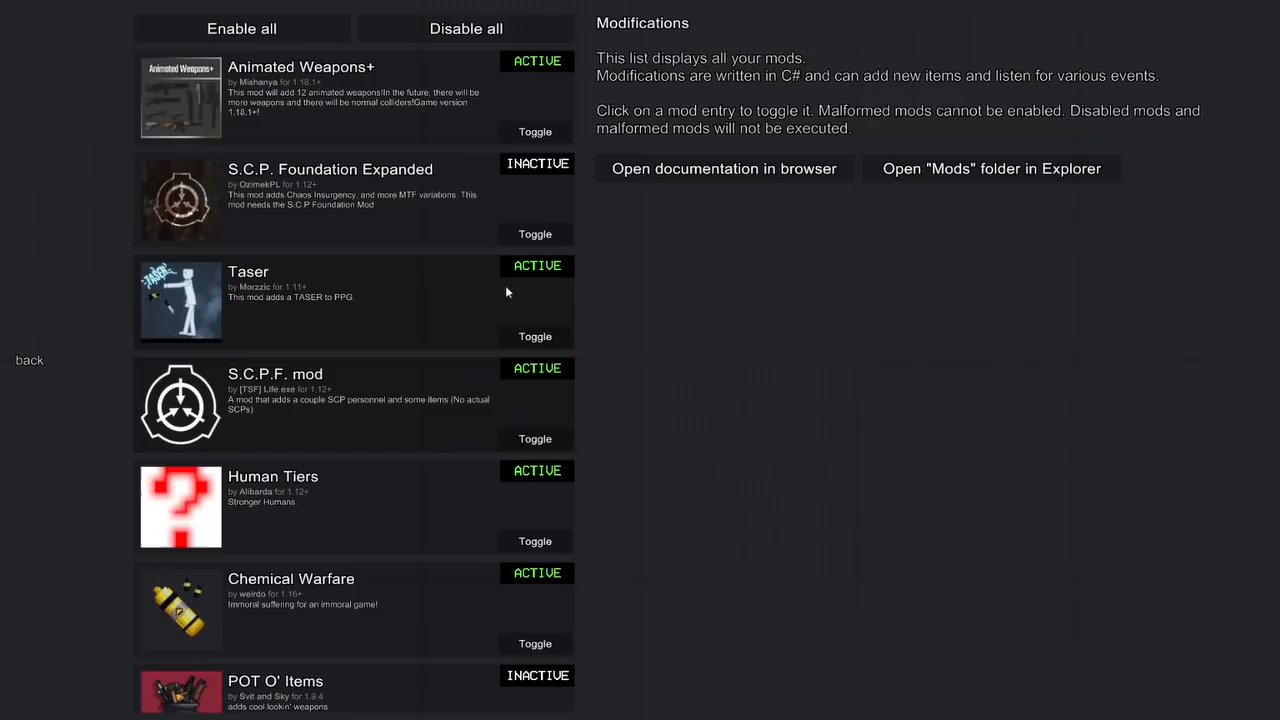 Enable all
Disable all
Animated Weapons+
ACTIVE
Animated Weapons+
by Mishanya for 1.18.1+
This mod will add 12 animated weapons!In the future, there will be
more weapons and there will be normal colliders!Game version
1.18.1+!
Toggle
S.C.P. Foundation Expanded
INACTIVE
by OzimekPL for 1.12+
This mod adds Chaos Insurgency, and more MTF variations. This
mod needs the S.C.P Foundation Mod
Toggle
TASER
Taser
ACTIVE
by Morzzic for 1.11+
This mod adds a TASER to PPG.
Toggle
S.C.P.F. mod
ACTIVE
by [TSF] Life.exe for 1.12+
A mod that adds a couple SCP personnel and some items (No actual
SCPs)
Toggle
?
Human Tiers
ACTIVE
by Alibarda for 1.12+
Stronger Humans.
Toggle
Chemical Warfare
ACTIVE
by weirdo for 1.16+
Immoral suffering for an immoral game!
Toggle
POT O' Items
INACTIVE
by Svit and Sky for 1.9.4
adds cool lookin' weapons
back
Modifications
This list displays all your mods.
Modifications are written in C# and can add new items and listen for various events.
Click on a mod entry to toggle it. Malformed mods cannot be enabled. Disabled mods and
malformed mods will not be executed.
Open documentation in browser
Open "Mods" folder in Explorer